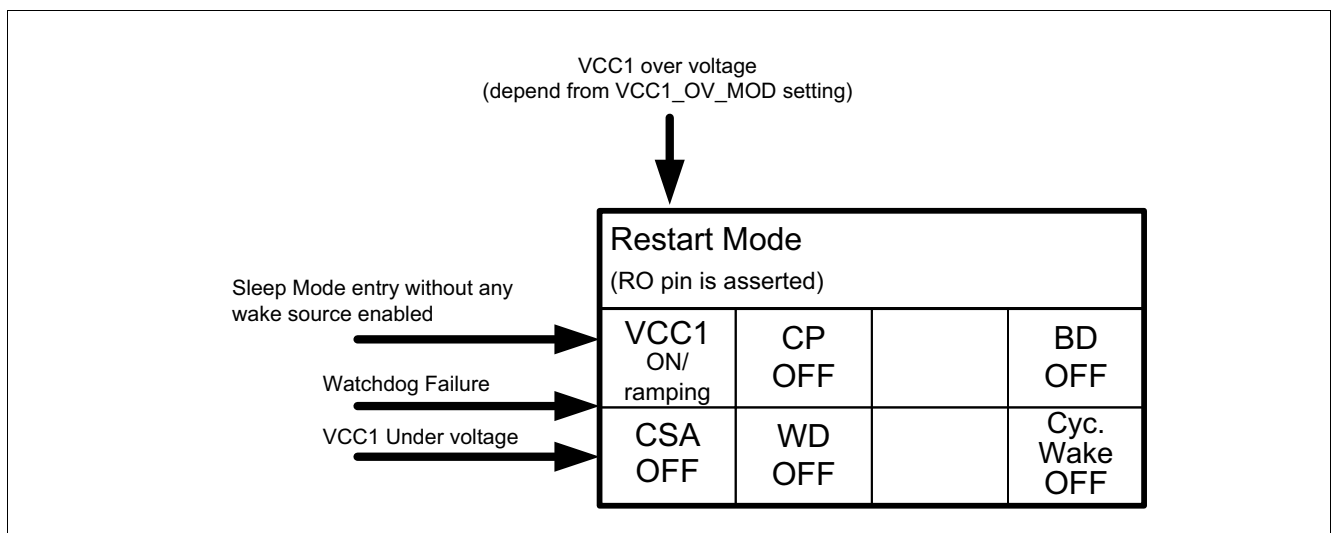 VCC1 over voltage
(depend from VCC1_OV_MOD setting)
Restart Mode
(RO pin is asserted)
Sleep Mode entry without any
wake source enabled
Watchdog Failure
VCC1 Under voltage
VCC1
ON/
ramping
CP
OFF
BD
OFF
CSA
OFF
WD
OFF
Cyc.
Wake
OFF